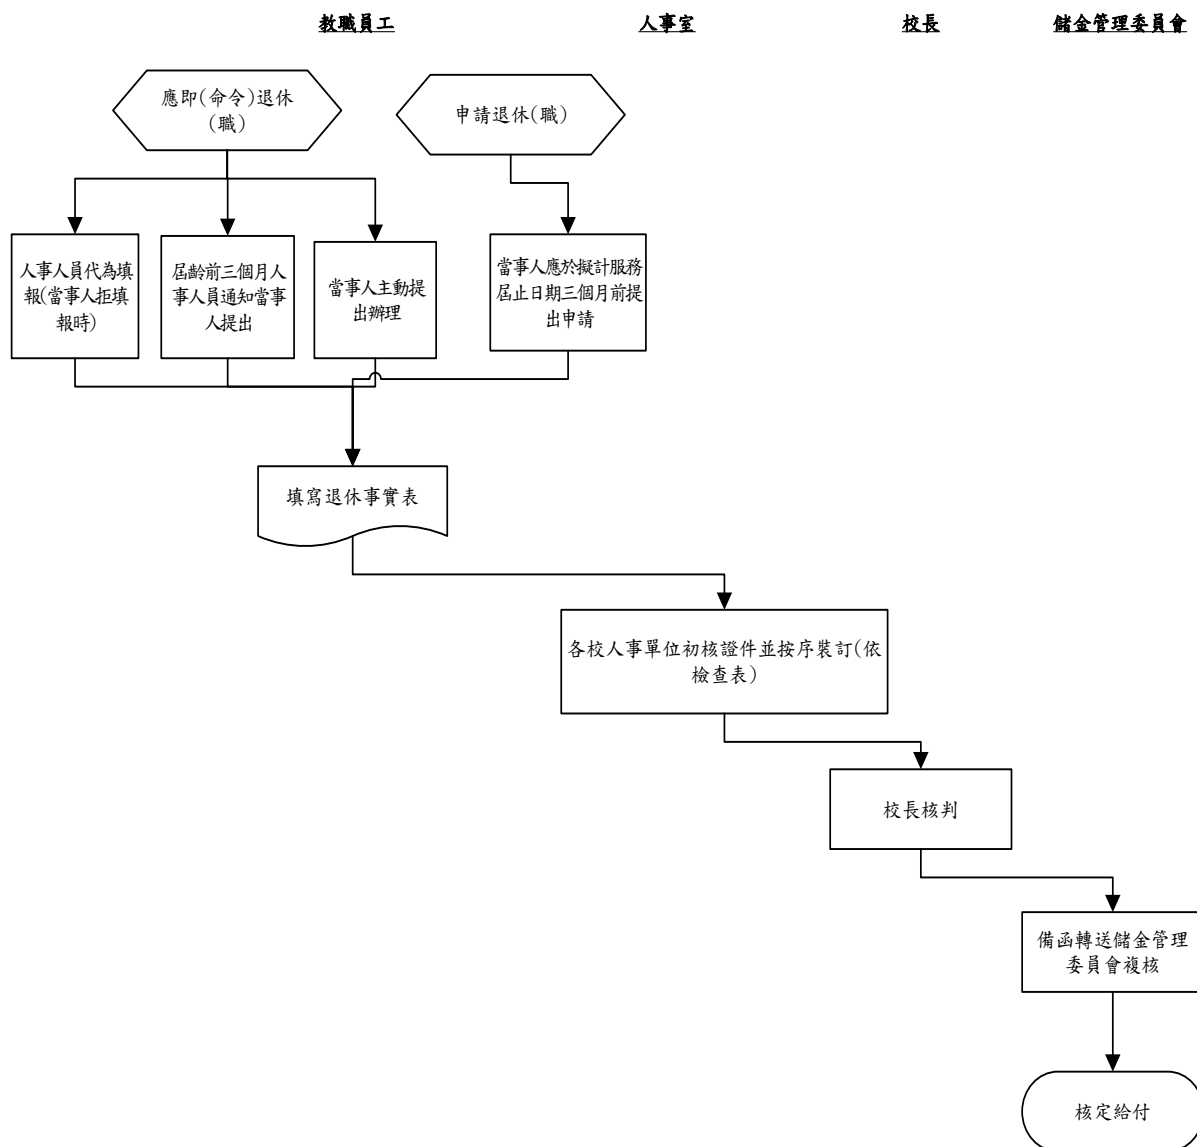 教職員工
人事室
校長
儲金管理委員會
應即(命令)退休
(職)
申請退休(職)
人事人員代為填
報(當事人拒填
報時)
屆齡前三個月人
事人員通知當事
人提出
當事人主動提
出辦理
當事人應於擬計服務
屆止日期三個月前提
出申請
填寫退休事實表
各校人事單位初核證件並按序裝訂(依
檢查表)
校長核判
備函轉送儲金管理
委員會複核
核定給付